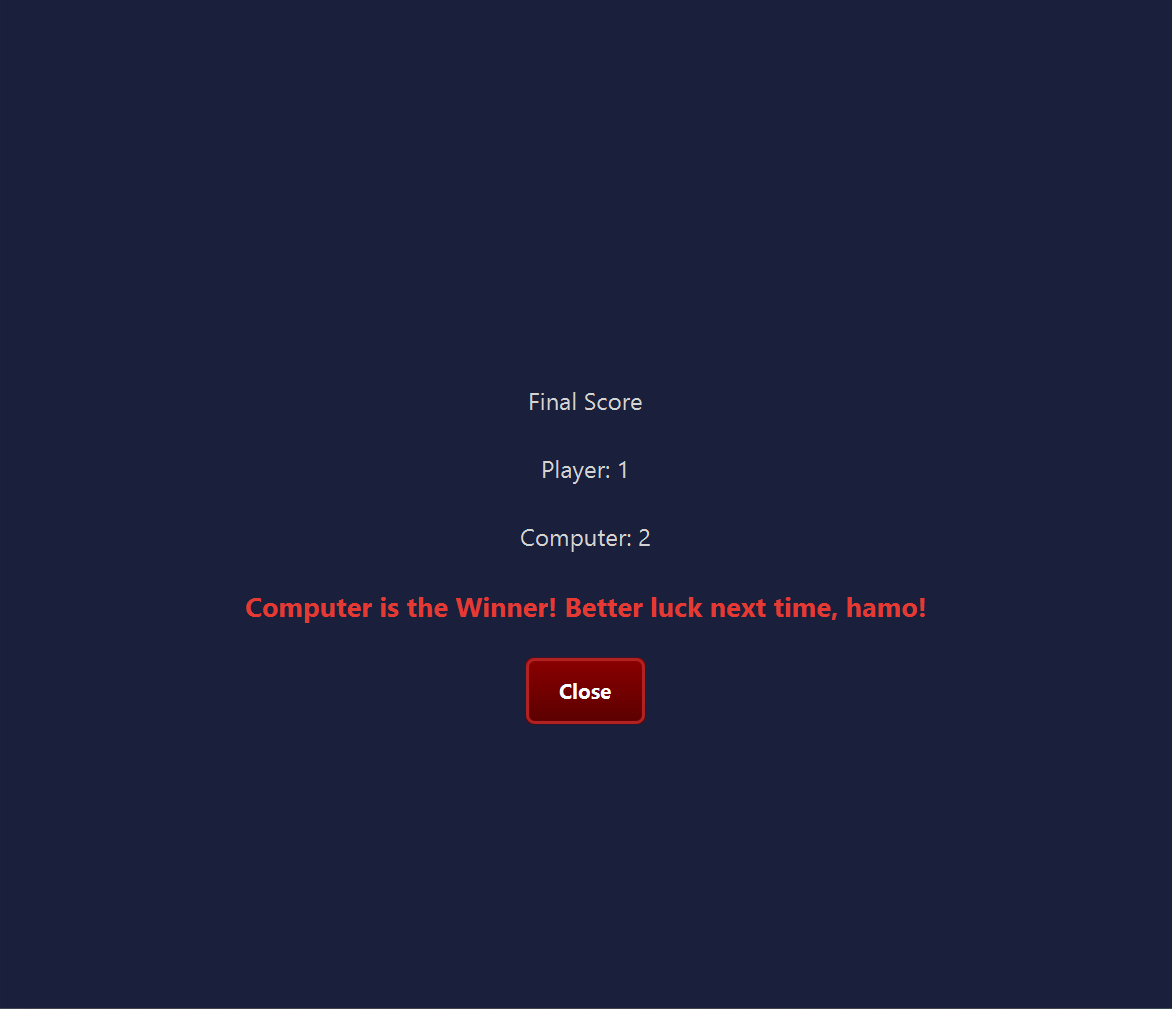 Final Score
Player: 1
Computer: 2
Computer is the Winner! Better luck next time, hamo!
Close